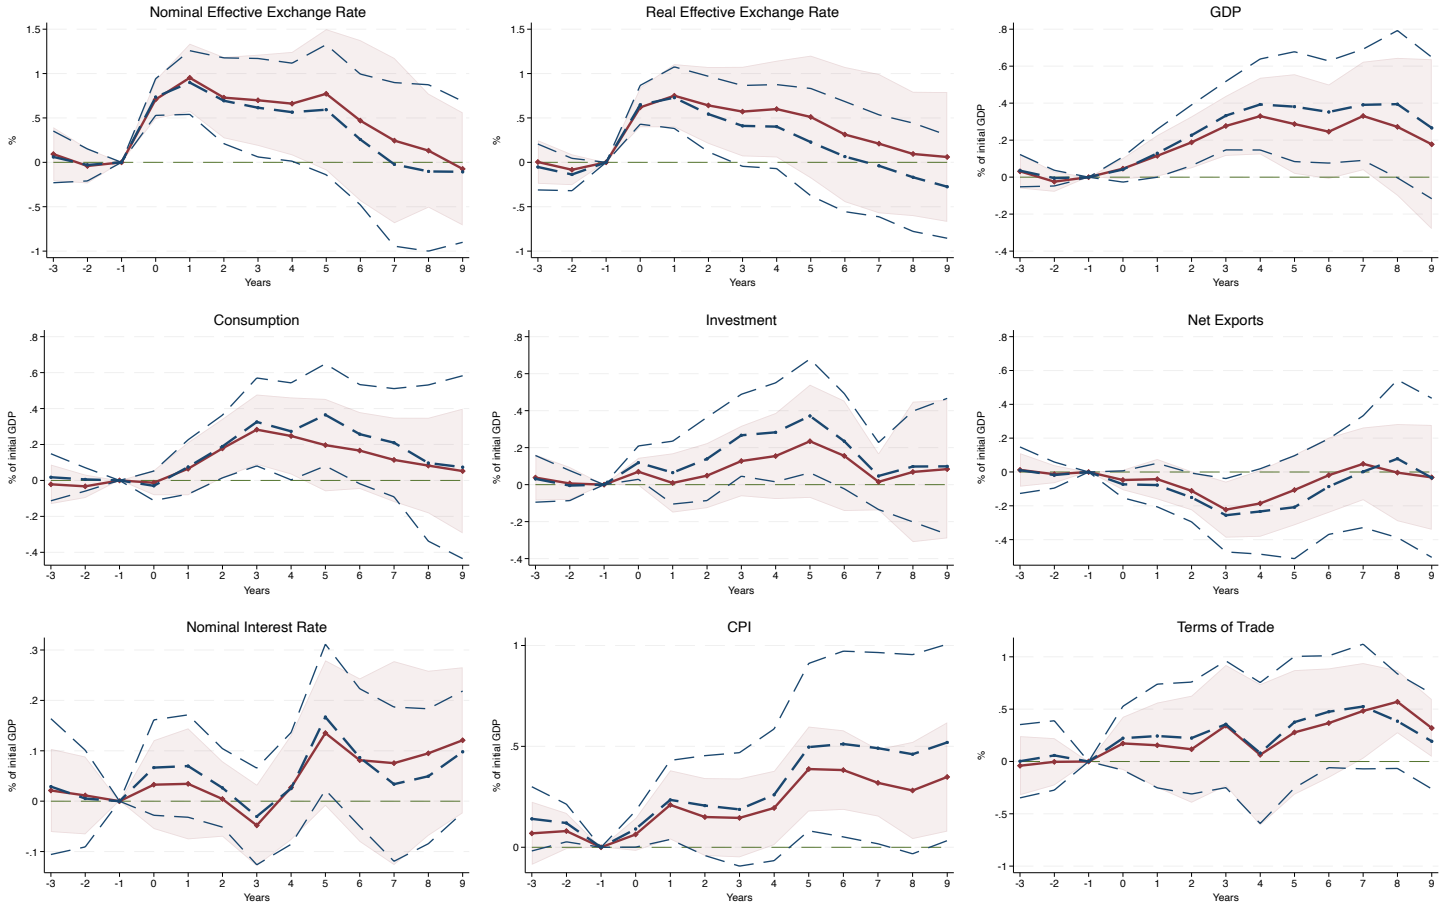 Nominal Effective Exchange Rate
1.5
1
.5
0
-.5
-1
%
-3 -2 -1 0 1 2 3 4 5 6 7 8 9
Years
Real Effective Exchange Rate
1.5
1
.5
0
-.5
-1
%
-3 -2 -1 0 1 2 3 4 5 6 7 8 9
Years
GDP
.8
.6
.4
.2
0
-.2
-.4
% of initial GDP
-3 -2 -1 0 1 2 3 4 5 6 7 8 9
Years
Consumption
.8
.6
.4
.2
0
-.2
-.4
% of initial GDP
-3 -2 -1 0 1 2 3 4 5 6 7 8 9
Years
Investment
.8
.6
.4
.2
0
-.2
-.4
% of initial GDP
-3 -2 -1 0 1 2 3 4 5 6 7 8 9
Years
Net Exports
.8
.6
.4
.2
0
-.2
-.4
% of initial GDP
-3 -2 -1 0 1 2 3 4 5 6 7 8 9
Years
Nominal Interest Rate
.3
.2
.1
0
-.1
% of initial GDP
-3 -2 -1 0 1 2 3 4 5 6 7 8 9
Years
CPI
1
.5
0
% of initial GDP
-3 -2 -1 0 1 2 3 4 5 6 7 8 9
Years
Terms of Trade
1
.5
0
-.5
-1
%
-3 -2 -1 0 1 2 3 4 5 6 7 8 9
Years